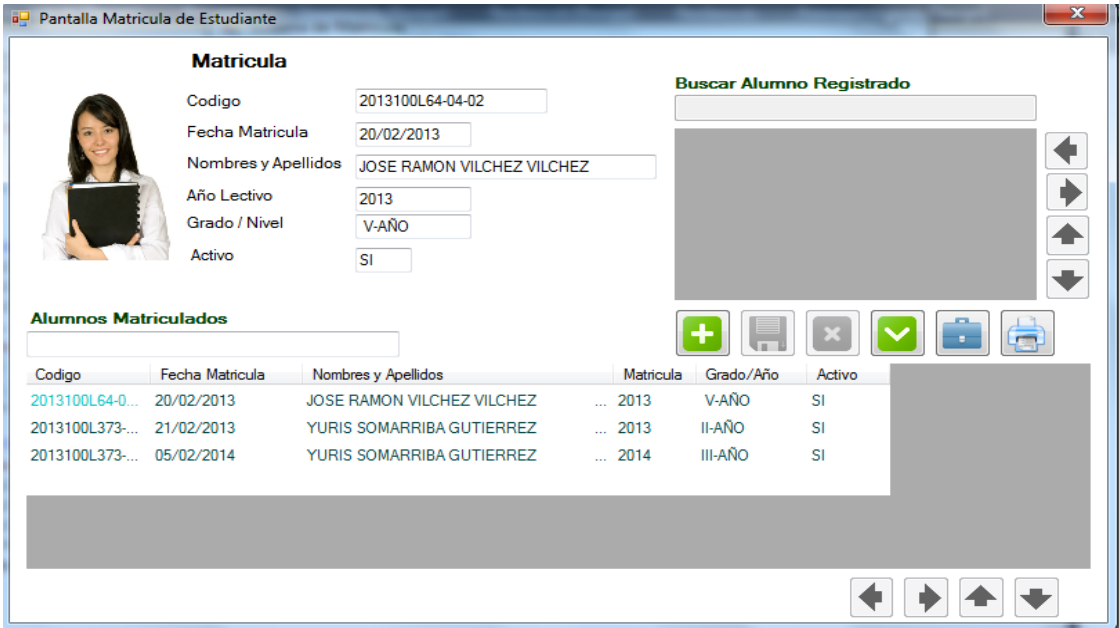 Pantalla Matricula de Estudiante
Matricula
Codigo 2013100L64-04-02
Fecha Matricula 20/02/2013
Nombres y Apellidos JOSE RAMON VILCHEZ VILCHEZ
Año Lectivo 2013
Grado / Nivel V-AÑO
Activo SI
Buscar Alumno Registrado
Alumnos Matriculados
Codigo Fecha Matricula Nombres y Apellidos Matricula Grado/Año Activo
2013100L64-0... 20/02/2013 JOSE RAMON VILCHEZ VILCHEZ ... 2013 V-AÑO SI
2013100L373-... 21/02/2013 YURIS SOMARRIBA GUTIERREZ ... 2013 II-AÑO SI
2013100L373-... 05/02/2014 YURIS SOMARRIBA GUTIERREZ ... 2014 III-AÑO SI